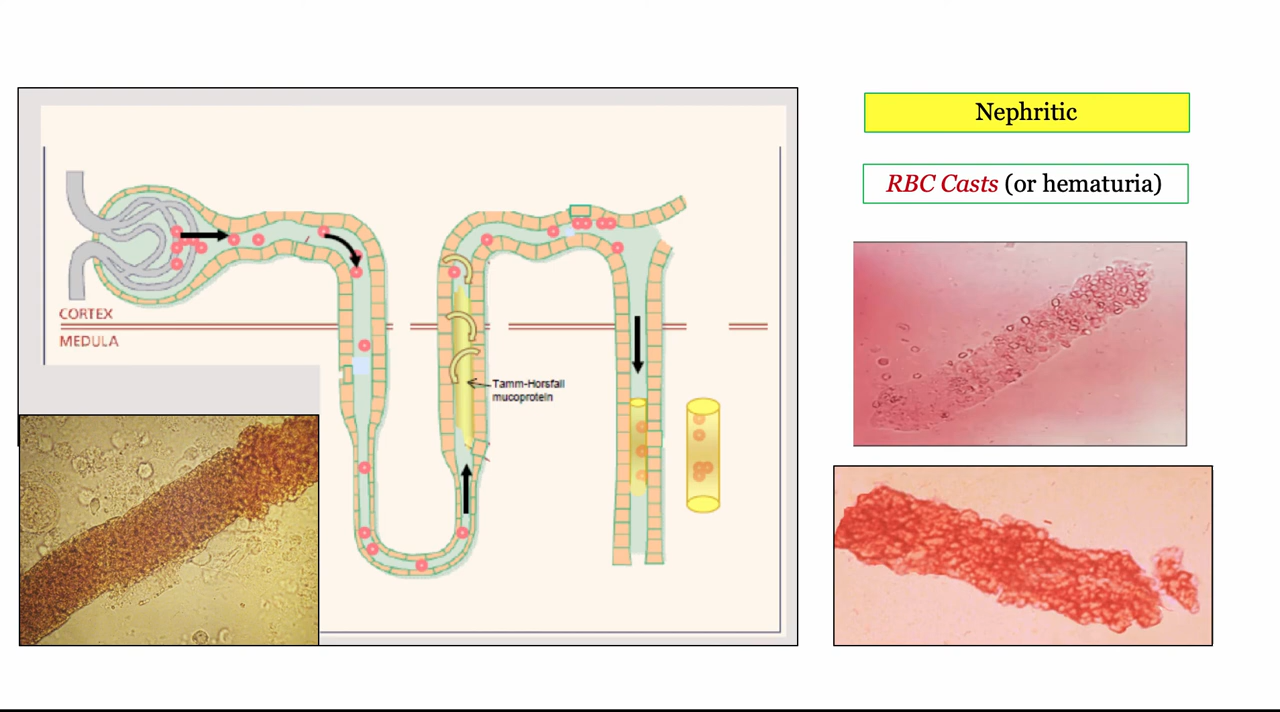 Nephritic
RBC Casts (or hematuria)
CORTEX
MEDULA
Tamm-Horsfall
mucoprotein